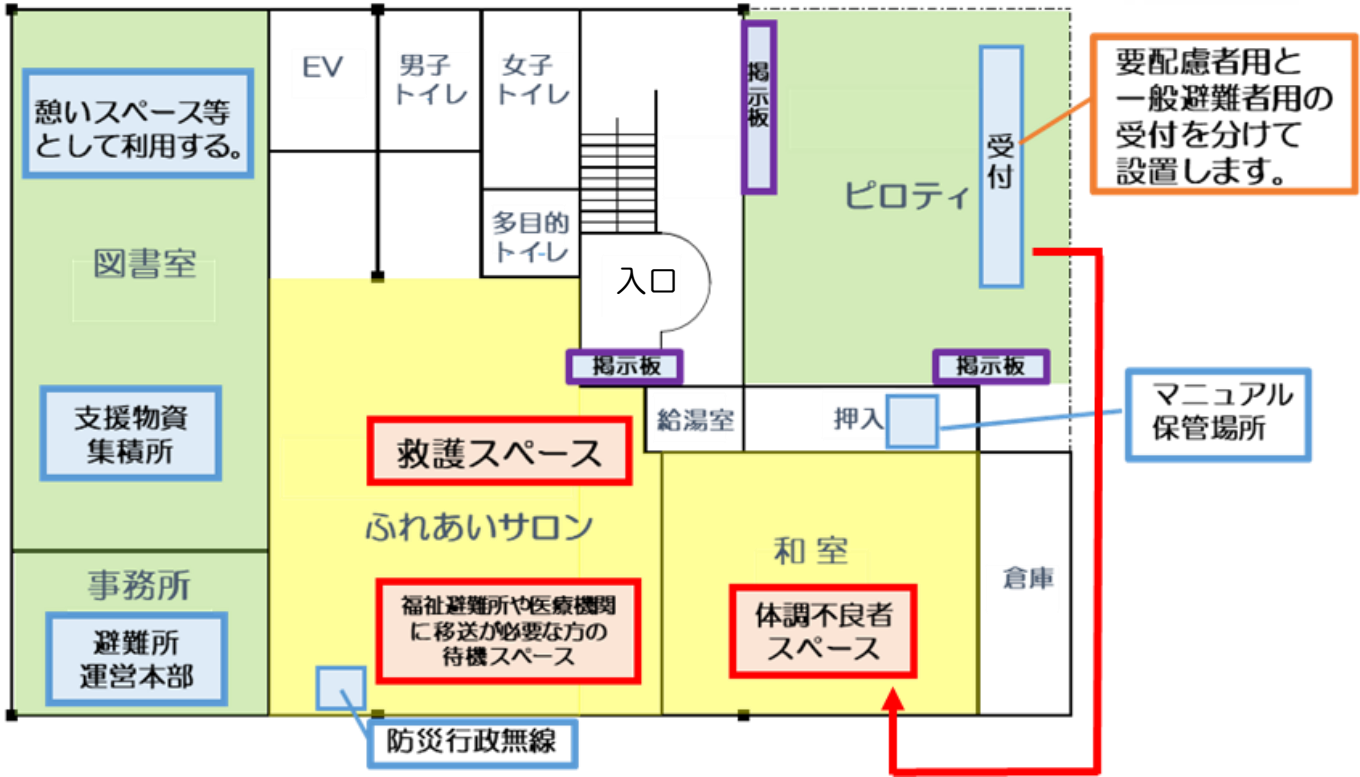 EV
男子
トイレ
女子
トイレ
掲示板
受付
要配慮者用と
一般避難者用の
受付を分けて
設置します。
憩いスペース等
として利用する。
ピロティ
多目的
トイレ
図書室
入口
掲示板
掲示板
マニュアル
保管場所
支援物資
集積所
給湯室
押入
救護スペース
ふれあいサロン
和室
倉庫
事務所
避難所
運営本部
福祉避難所や医療機関
に移送が必要な方の
待機スペース
体調不良者
スペース
防災行政無線